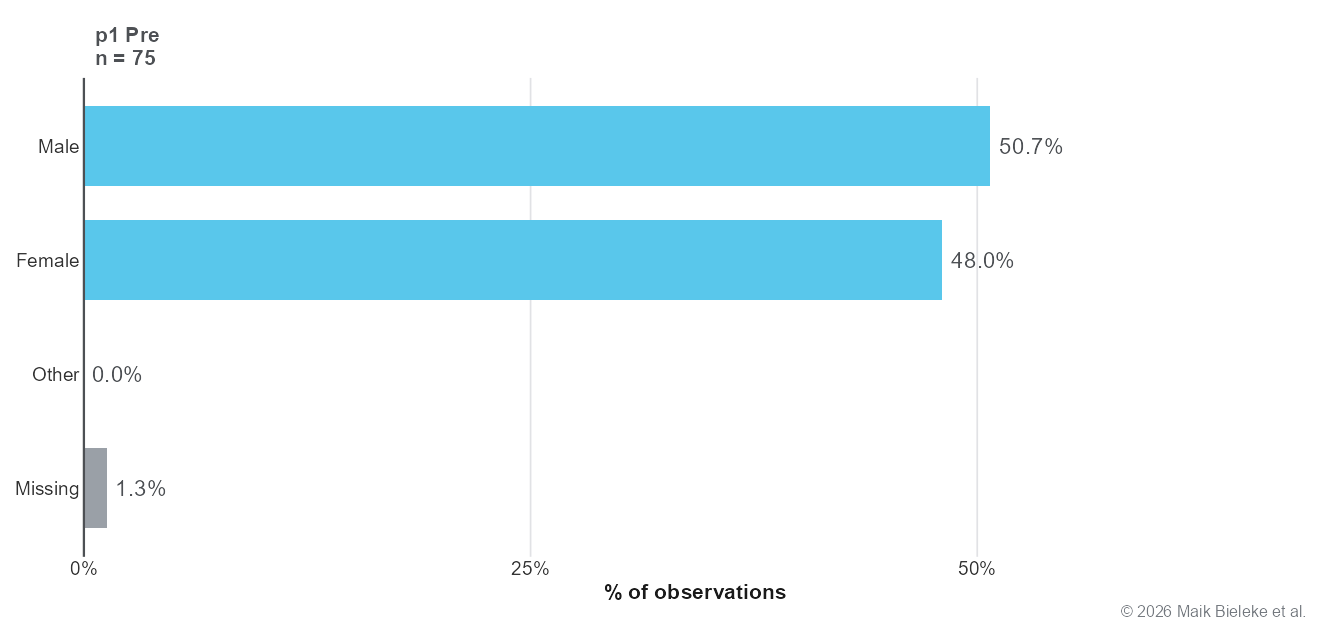 p1 Pre
n = 75
Male
50.7%
Female
48.0%
Other
0.0%
Missing
1.3%
0%
25%
50%
% of observations
© 2026 Maik Bieleke et al.